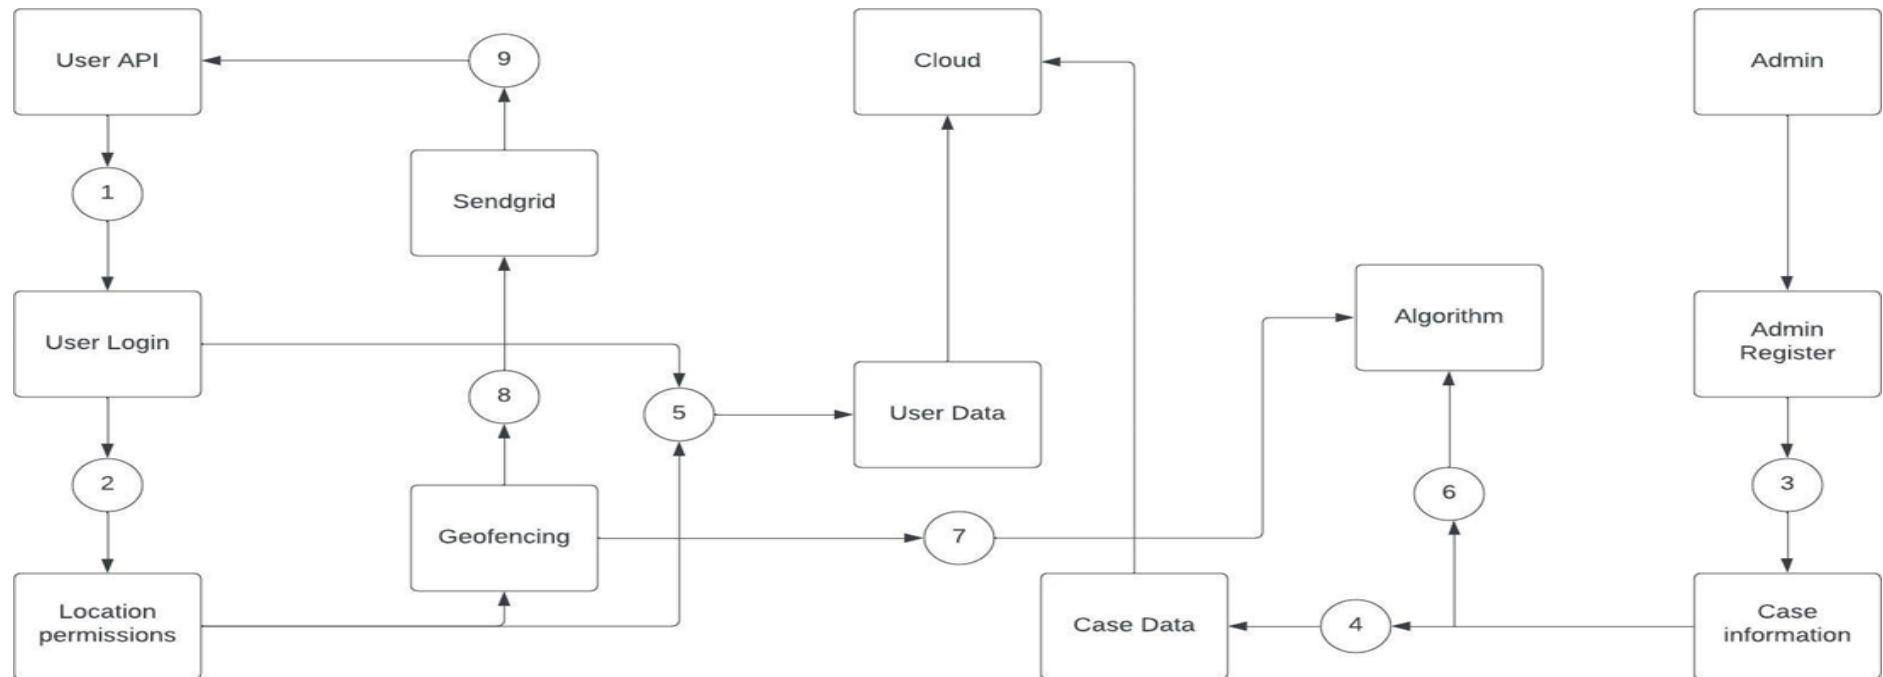 User API
9
Cloud
Admin
1
Sendgrid
User Login
Algorithm
Admin
Register
8
5
User Data
2
6
3
Geofencing
7
Location
permissions
Case Data
4
Case
information